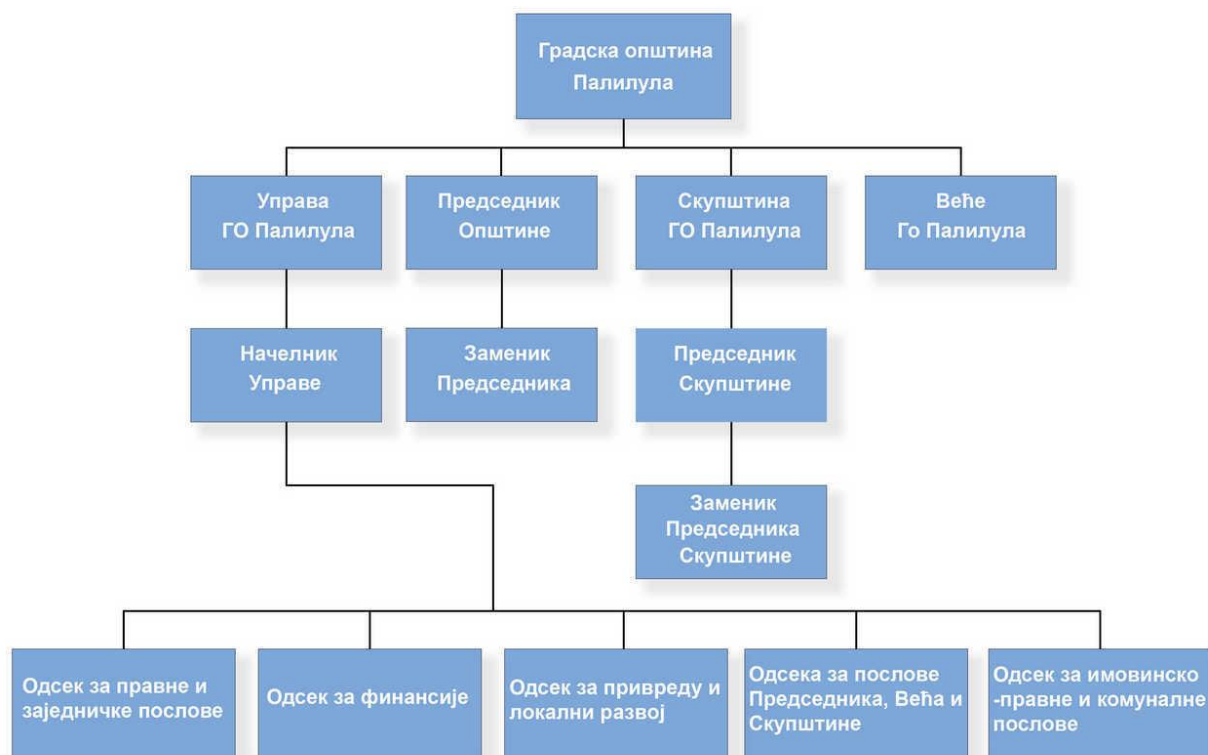 Градска општина
Палилула
Управа
ГО Палилула
Председник
Општине
Скупштина
ГО Палилула
Веће
Го Палилула
Начелник
Управе
Заменик
Председника
Председник
Скупштине
Заменик
Председника
Скупштине
Одсек за правне и
заједничке послове
Одсек за финансије
Одсек за привреду и
локални развој
Одсека за послове
Председника, Већа и
Скупштине
Одсек за имовинско
-правне и комуналне
послове